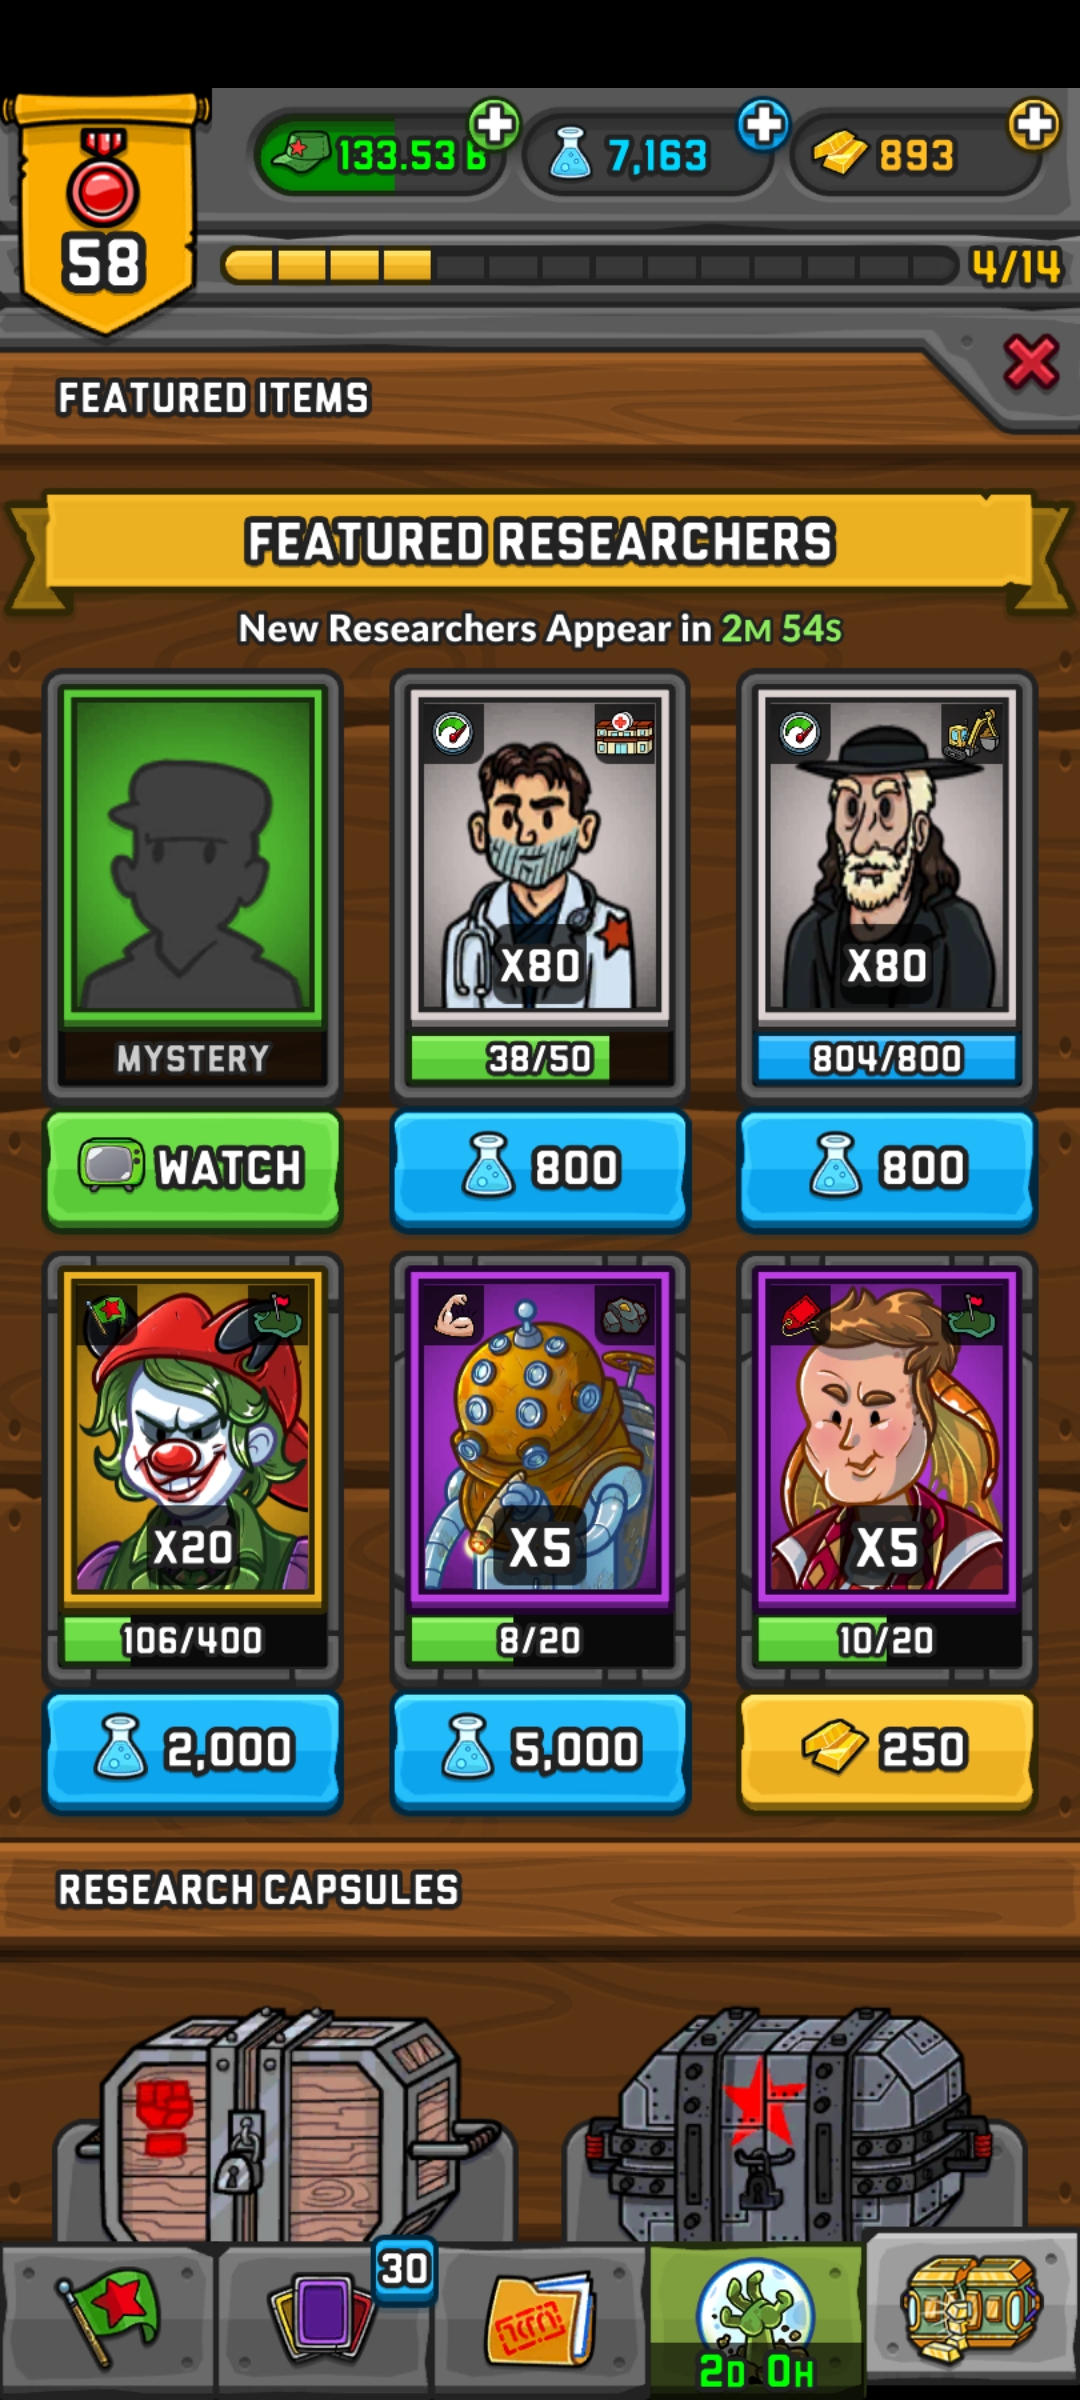 133.53 B
7,163
893
58
4/14
FEATURED ITEMS
FEATURED RESEARCHERS
New Researchers Appear in 2M 54S
X80
X80
MYSTERY
38/50
804/800
WATCH
800
800
X20
X5
X5
106/400
8/20
10/20
2,000
5,000
250
RESEARCH CAPSULES
30
2D 0H